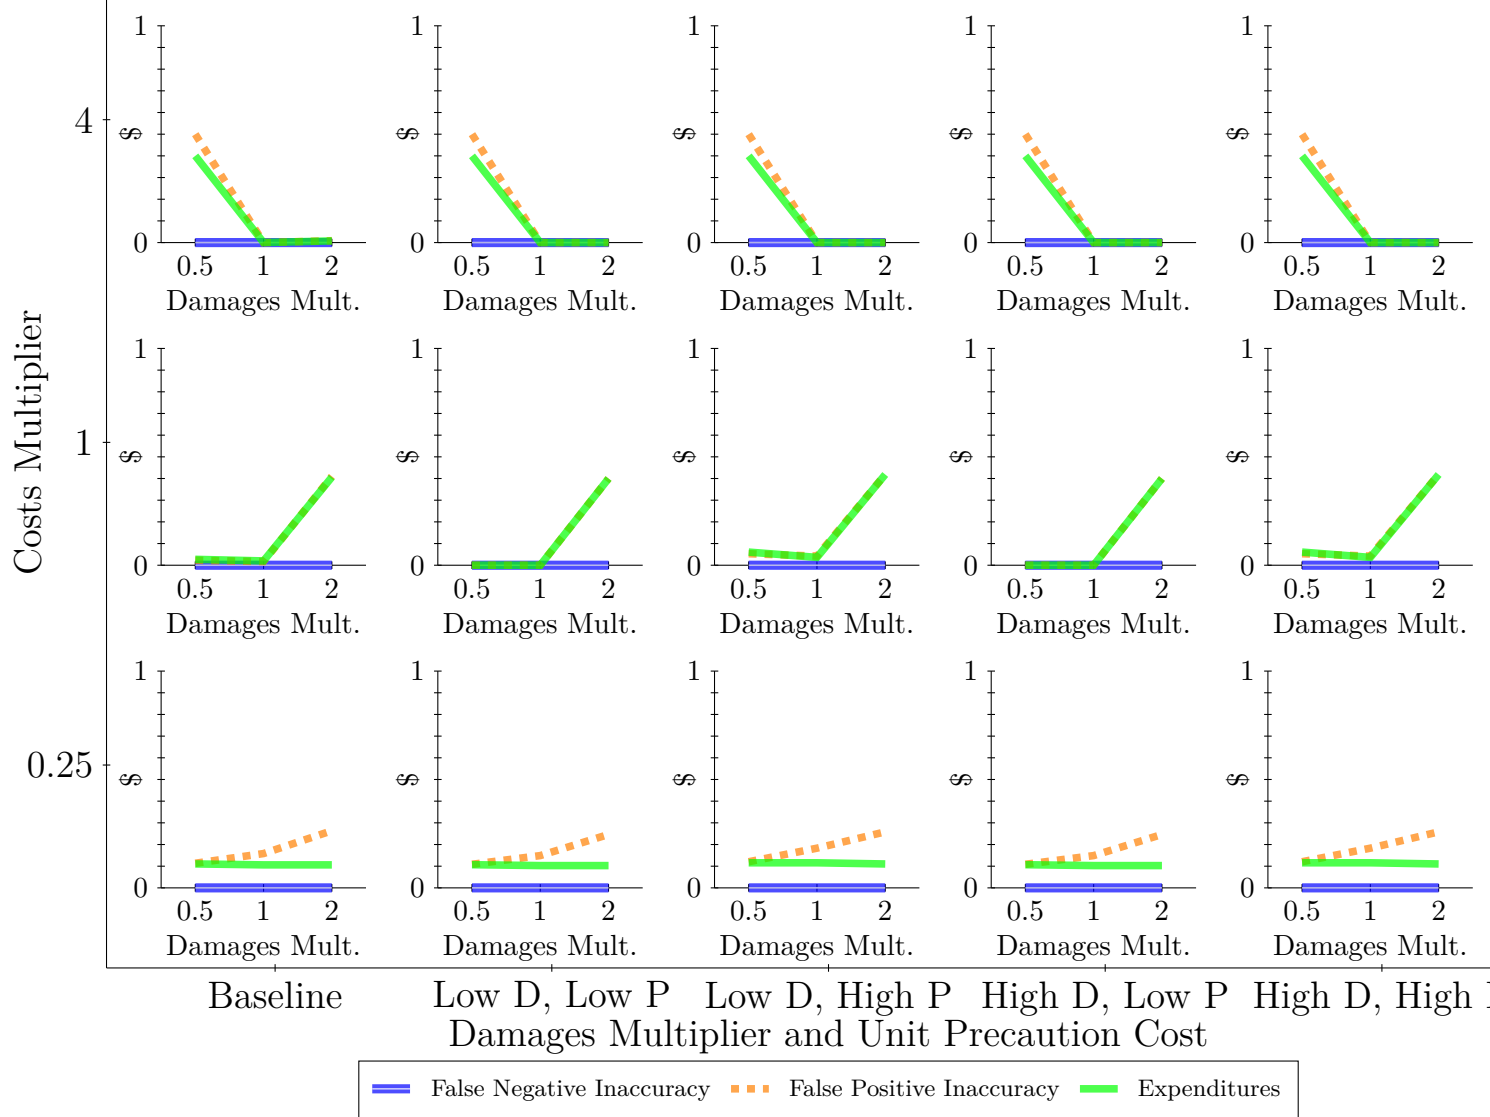 Costs Multiplier
4
1
0.25
1
$
0
0.5 1 2
Damages Mult.
1
$
0
0.5 1 2
Damages Mult.
1
$
0
0.5 1 2
Damages Mult.
1
$
0
0.5 1 2
Damages Mult.
1
$
0
0.5 1 2
Damages Mult.
1
$
0
0.5 1 2
Damages Mult.
1
$
0
0.5 1 2
Damages Mult.
1
$
0
0.5 1 2
Damages Mult.
1
$
0
0.5 1 2
Damages Mult.
1
$
0
0.5 1 2
Damages Mult.
1
$
0
0.5 1 2
Damages Mult.
1
$
0
0.5 1 2
Damages Mult.
1
$
0
0.5 1 2
Damages Mult.
1
$
0
0.5 1 2
Damages Mult.
1
$
0
0.5 1 2
Damages Mult.
Baseline
Low D, Low P
Low D, High P
High D, Low P
High D, High
Damages Multiplier and Unit Precaution Cost
False Negative Inaccuracy
False Positive Inaccuracy
Expenditures